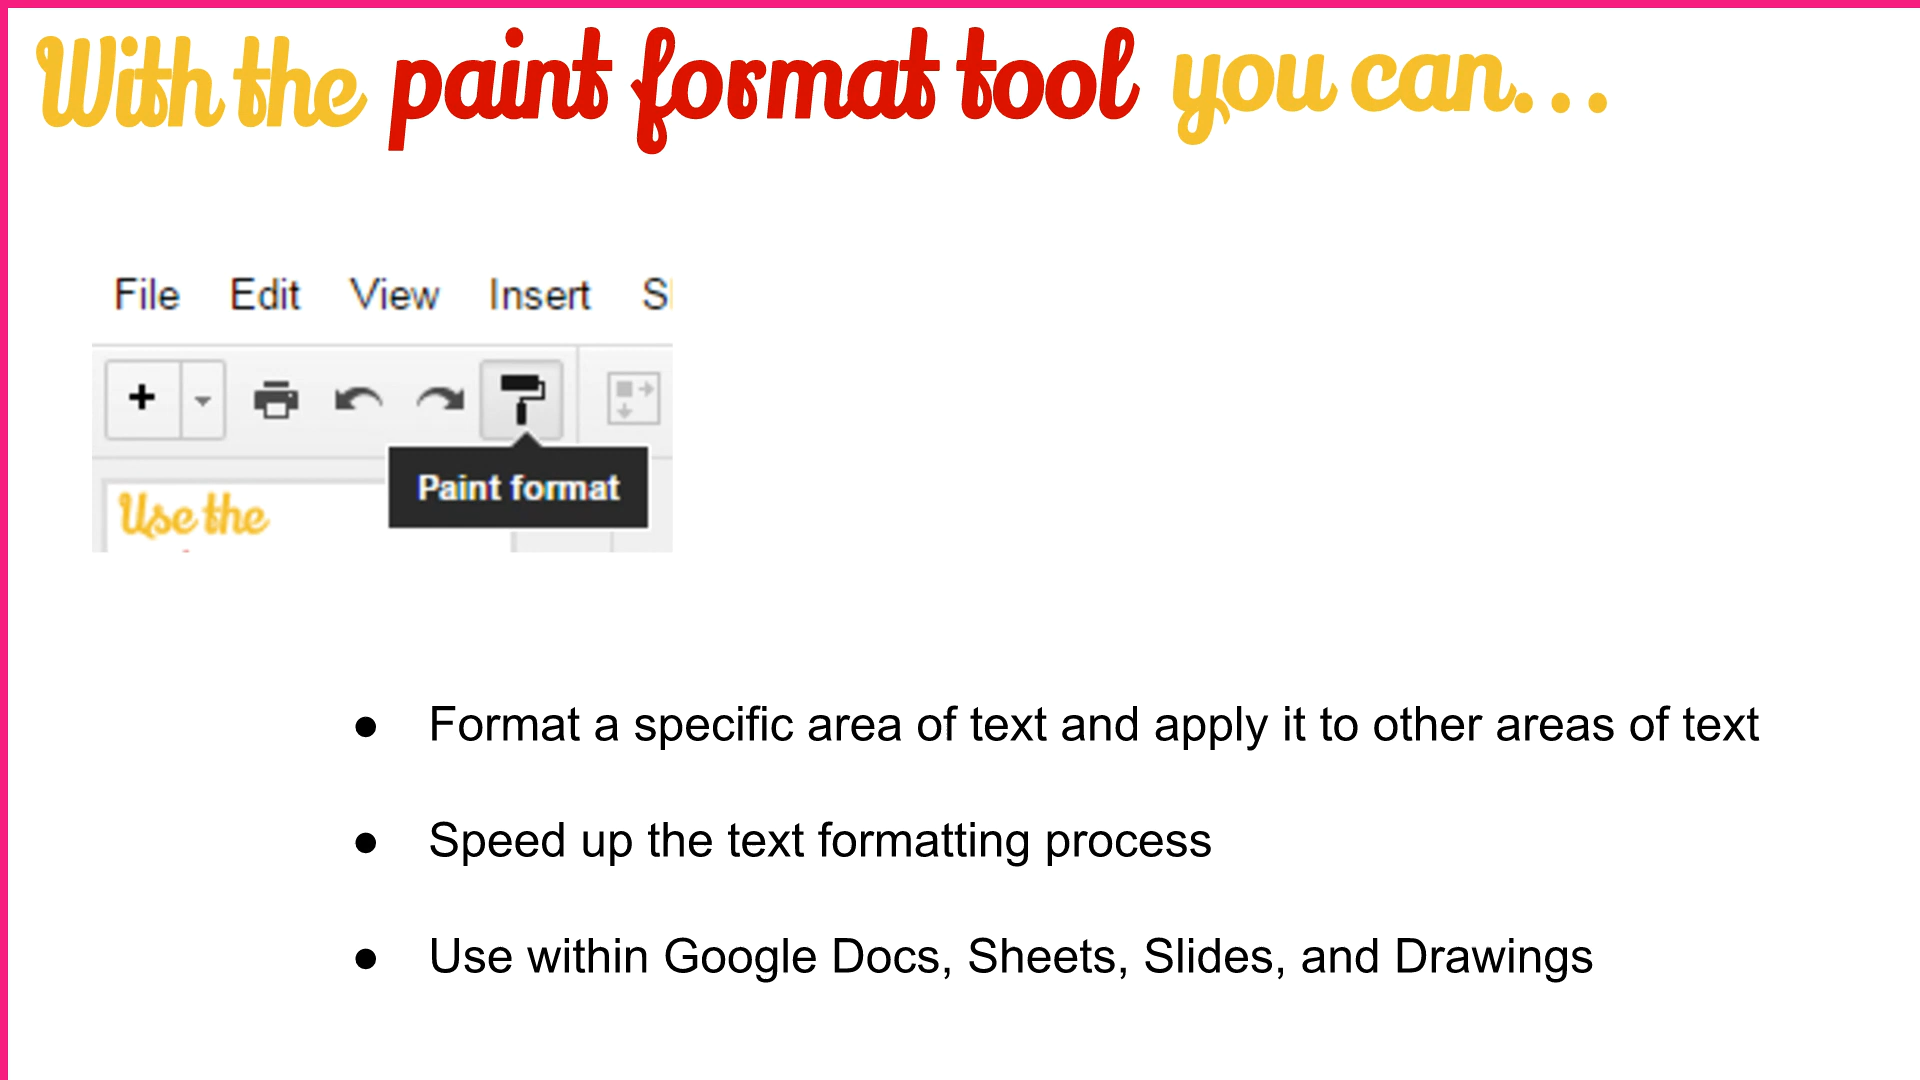 With the paint format tool you can...
File Edit View Insert
Paint format
Use the
● Format a specific area of text and apply it to other areas of text
● Speed up the text formatting process
● Use within Google Docs, Sheets, Slides, and Drawings